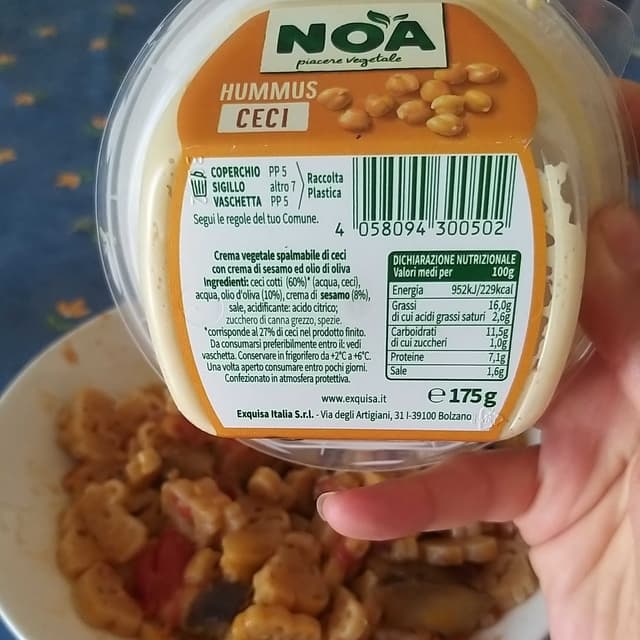 NOA
piacere vegetale
HUMMUS
CECI
COPERCHIO PP 5
SIGILLO altro 7
VASCHETTA PP 5
Raccolta
Plastica
Segui le regole del tuo Comune.
4 058094 300502
Crema vegetale spalmabile di ceci
con crema di sesamo ed olio di oliva
Ingredienti: ceci cotti (60%)* (acqua, ceci),
acqua, olio d'oliva (10%), crema di sesamo (8%),
sale, acidificante: acido citrico;
zucchero di canna grezzo, spezie.
*corrisponde al 27% di ceci nel prodotto finito.
Da consumarsi preferibilmente entro il: vedi
vaschetta. Conservare in frigorifero da +2°C a +6°C.
Una volta aperto consumare entro pochi giorni.
Confezionato in atmosfera protettiva.
DICHIARAZIONE NUTRIZIONALE
Valori medi per 100g
Energia 952kJ/229kcal
Grassi 16,0g
di cui acidi grassi saturi 2,6g
Carboidrati 11,5g
di cui zuccheri 1,0g
Proteine 7,1g
Sale 1,6g
www.exquisa.it
℮ 175g
Exquisa Italia S.r.l. - Via degli Artigiani, 31 I-39100 Bolzano